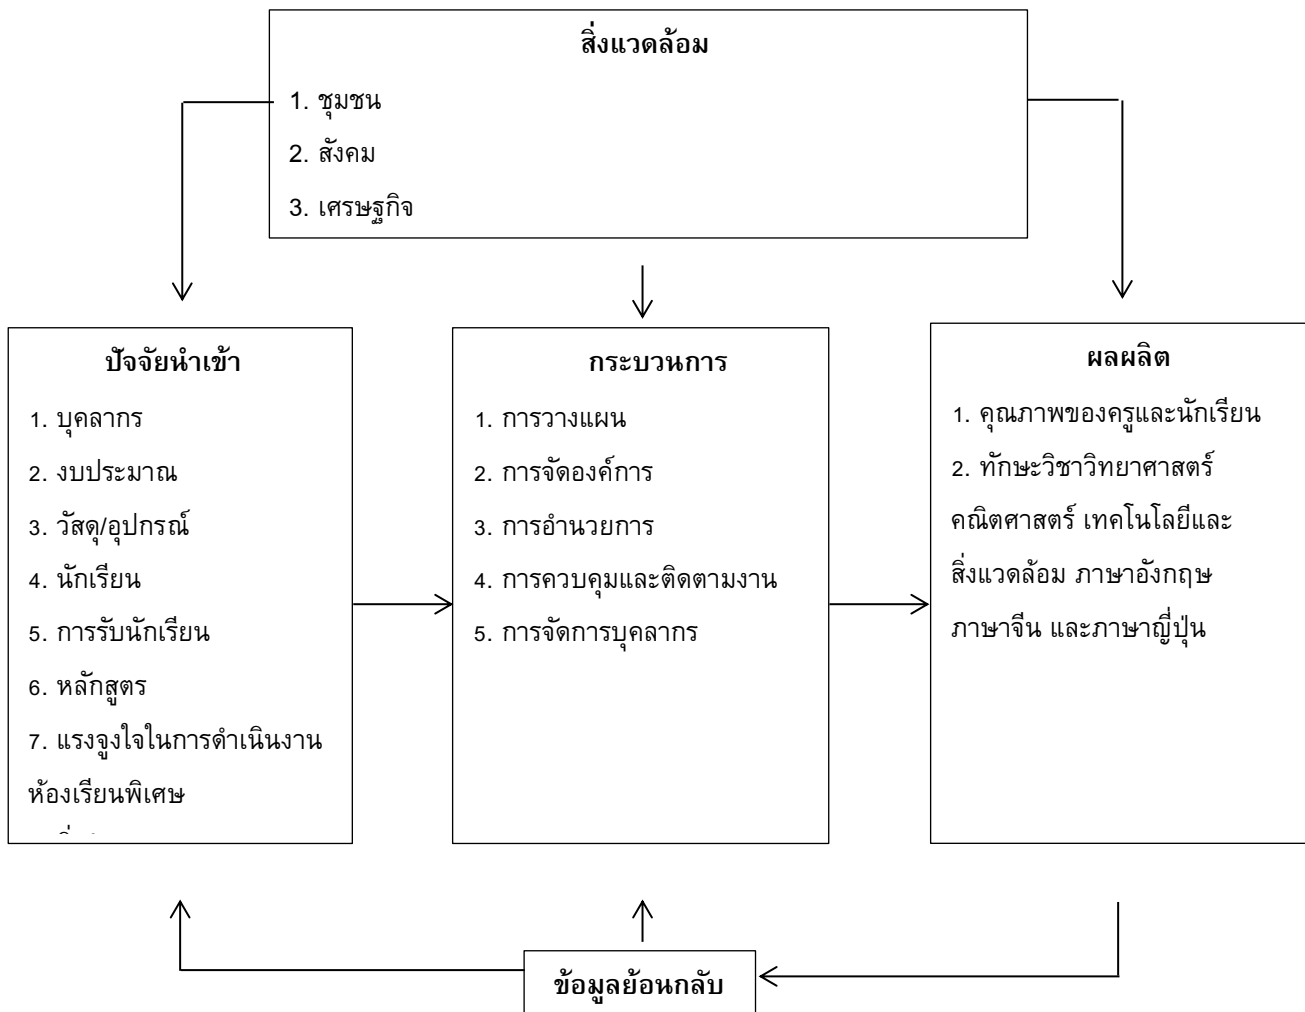 สิ่งแวดล้อม
1. ชุมชน
2. สังคม
3. เศรษฐกิจ
ปัจจัยนำเข้า
1. บุคลากร
2. งบประมาณ
3. วัสดุ/อุปกรณ์
4. นักเรียน
5. การรับนักเรียน
6. หลักสูตร
7. แรงจูงใจในการดำเนินงาน
ห้องเรียนพิเศษ
กระบวนการ
1. การวางแผน
2. การจัดองค์การ
3. การอำนวยการ
4. การควบคุมและติดตามงาน
5. การจัดการบุคลากร
ผลผลิต
1. คุณภาพของครูและนักเรียน
2. ทักษะวิชาวิทยาศาสตร์
คณิตศาสตร์ เทคโนโลยีและ
สิ่งแวดล้อม ภาษาอังกฤษ
ภาษาจีน และภาษาญี่ปุ่น
ข้อมูลย้อนกลับ